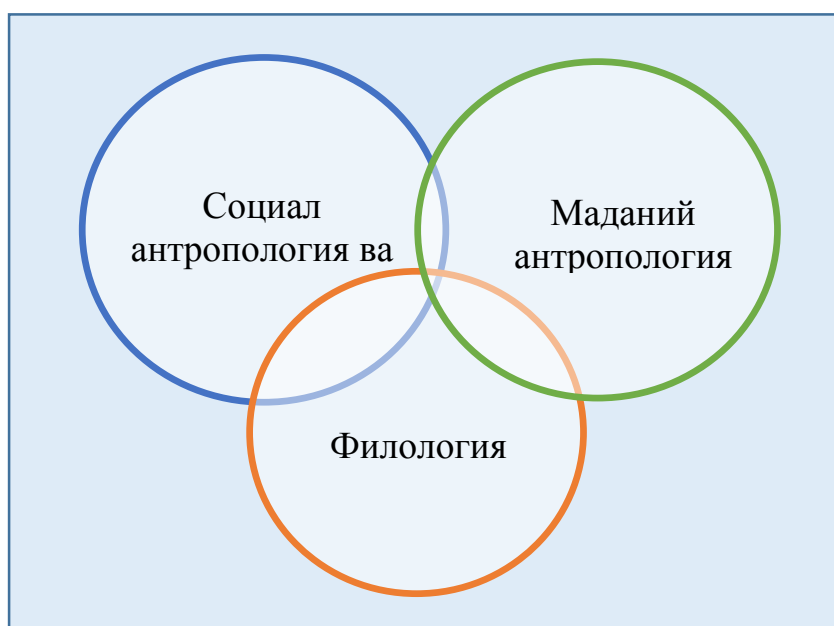 Социал
антропология ва
Маданий
антропология
Филология